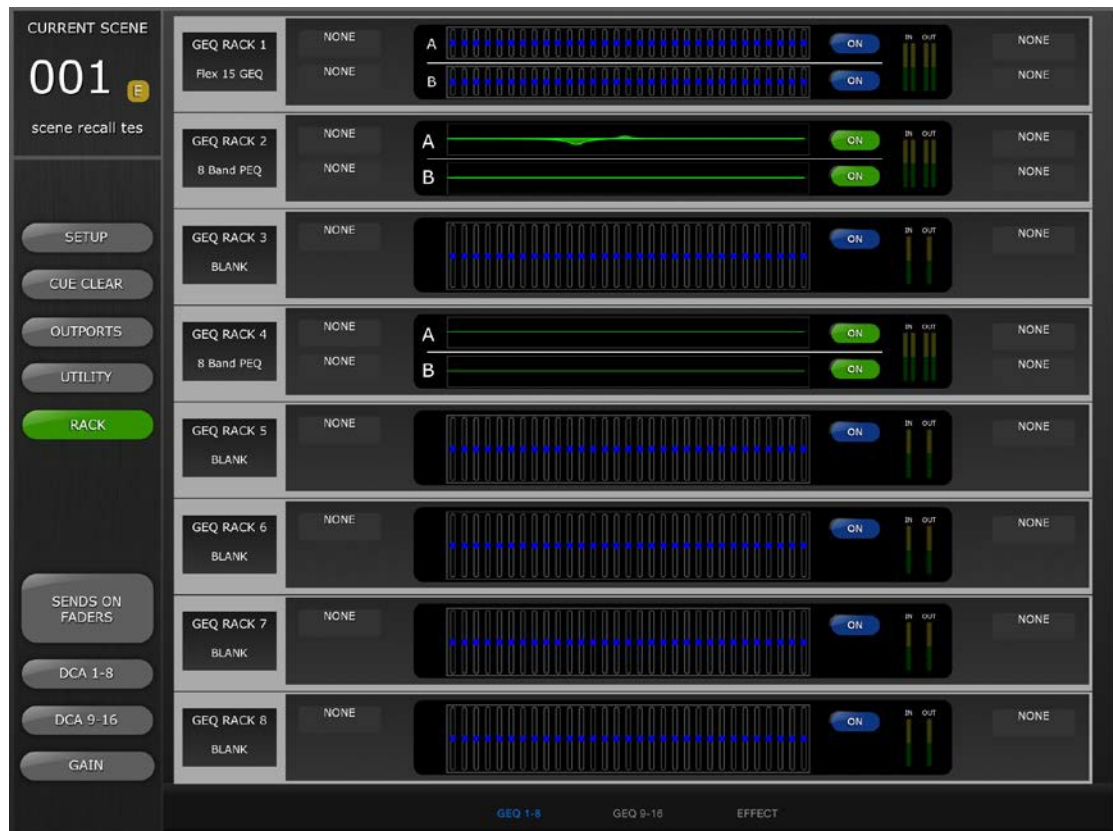 CURRENT SCENE
001 E
scene recall tes
SETUP
CUE CLEAR
OUTPORTS
UTILITY
RACK
SENDS ON
FADERS
DCA 1-8
DCA 9-16
GAIN
GEQ RACK 1
Flex 15 GEQ
NONE
NONE
A
B
ON
ON
IN OUT
NONE
NONE
GEQ RACK 2
8 Band PEQ
NONE
NONE
A
B
ON
ON
IN OUT
NONE
NONE
GEQ RACK 3
BLANK
NONE
ON
IN OUT
NONE
GEQ RACK 4
8 Band PEQ
NONE
NONE
A
B
ON
ON
IN OUT
NONE
NONE
GEQ RACK 5
BLANK
NONE
ON
IN OUT
NONE
GEQ RACK 6
BLANK
NONE
ON
IN OUT
NONE
GEQ RACK 7
BLANK
NONE
ON
IN OUT
NONE
GEQ RACK 8
BLANK
NONE
ON
IN OUT
NONE
GEQ 1-8 GEQ 9-16 EFFECT